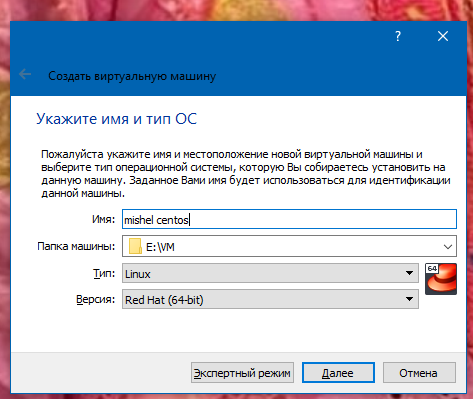 ?
Создать виртуальную машину
Укажите имя и тип ОС
Пожалуйста укажите имя и местоположение новой виртуальной машины и
выберите тип операционной системы, которую Вы собираетесь установить на
данную машину. Заданное Вами имя будет использоваться для идентификации
данной машины.
Имя: mishel centos
Папка машины: E:\VM
Тип: Linux 64
Версия: Red Hat (64-bit)
Экспертный режим Далее Отмена